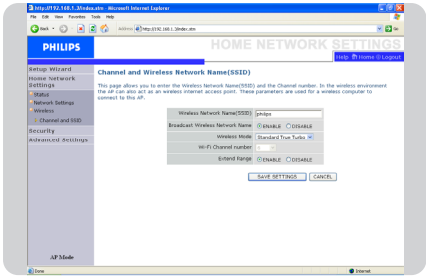 http://192.168.1.3/index.stm - Microsoft Internet Explorer
File Edit View Favorites Tools Help
Back
Address http://192.168.1.3/index.stm Go
PHILIPS
HOME NETWORK SETTINGS
Help Home Logout
Setup Wizard
Home Network Settings
Status
Network Settings
Wireless
Channel and SSID
Security
Advanced Settings
AP Mode
Channel and Wireless Network Name(SSID)
This page allows you to enter the Wireless Network Name(SSID) and the Channel number. In the wireless environment
the AP can also act as an wireless internet access point. These parameters are used for a wireless computer to
connect to this AP.
Wireless Network Name(SSID) philips
Broadcast Wireless Network Name ENABLE DISABLE
Wireless Mode Standard True Turbo
Wi-Fi Channel number
Extend Range ENABLE DISABLE
SAVE SETTINGS CANCEL
Done Internet